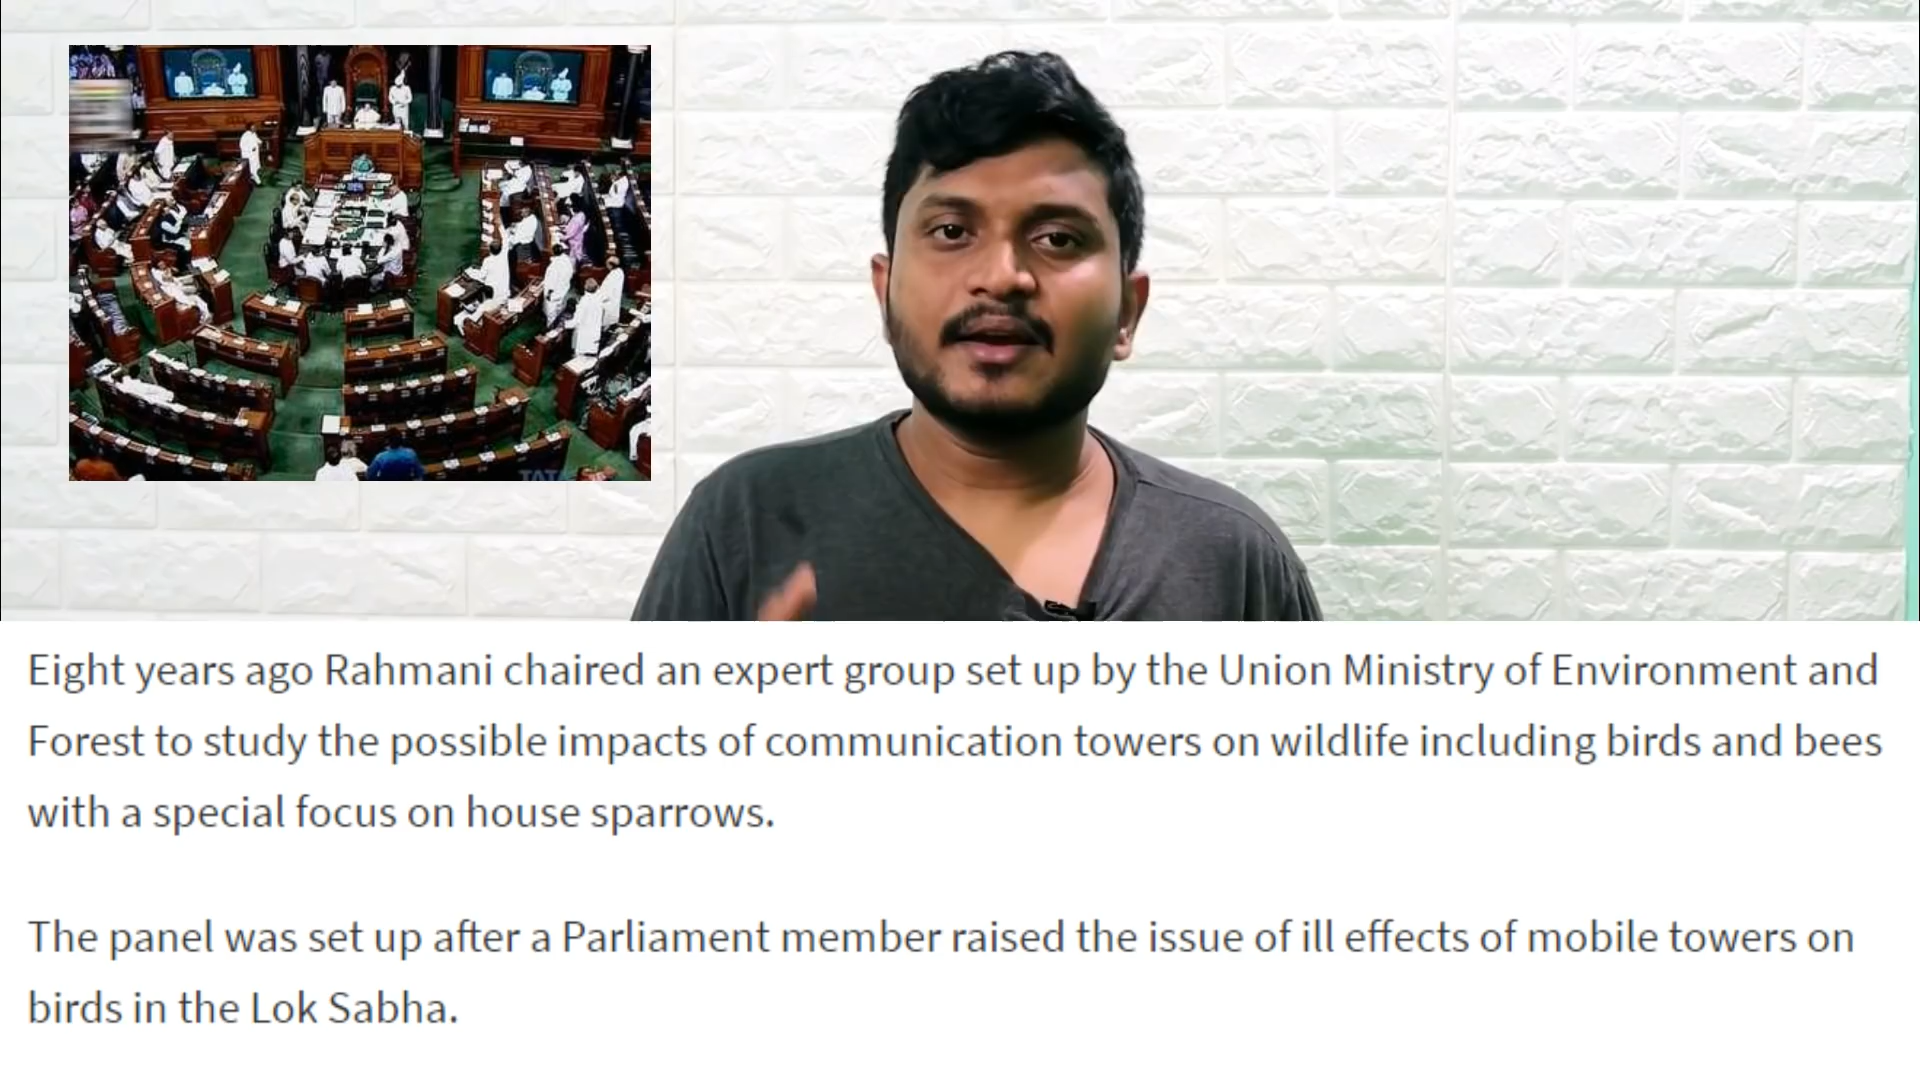 Eight years ago Rahmani chaired an expert group set up by the Union Ministry of Environment and
Forest to study the possible impacts of communication towers on wildlife including birds and bees
with a special focus on house sparrows.
The panel was set up after a Parliament member raised the issue of ill effects of mobile towers on
birds in the Lok Sabha.